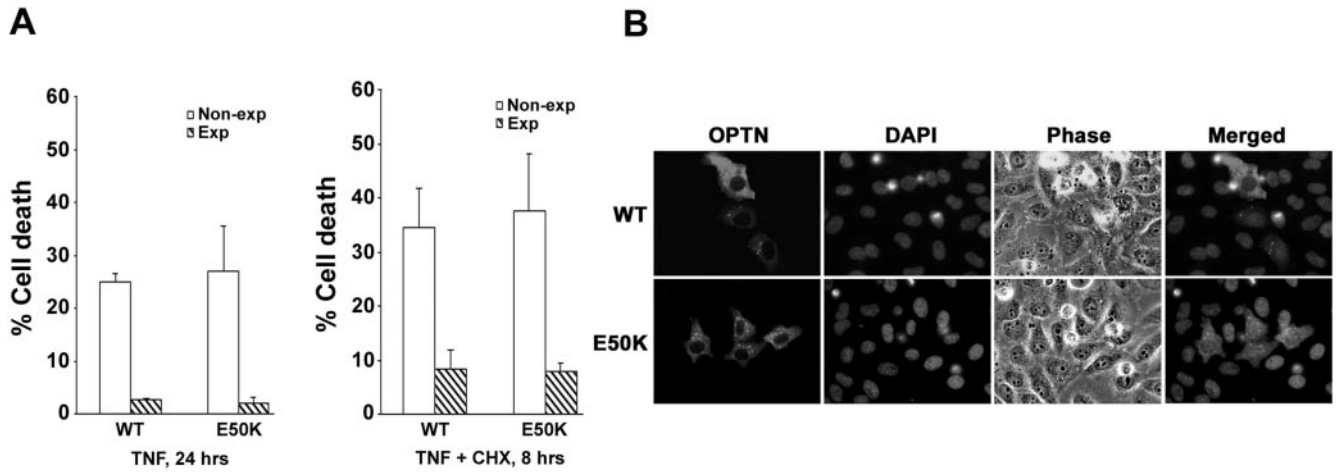 A
% Cell death
60
50
40
30
20
10
0
Non-exp
Exp
WT
E50K
TNF, 24 hrs
% Cell death
60
50
40
30
20
10
0
Non-exp
Exp
WT
E50K
TNF + CHX, 8 hrs
B
OPTN DAPI Phase Merged
WT
E50K